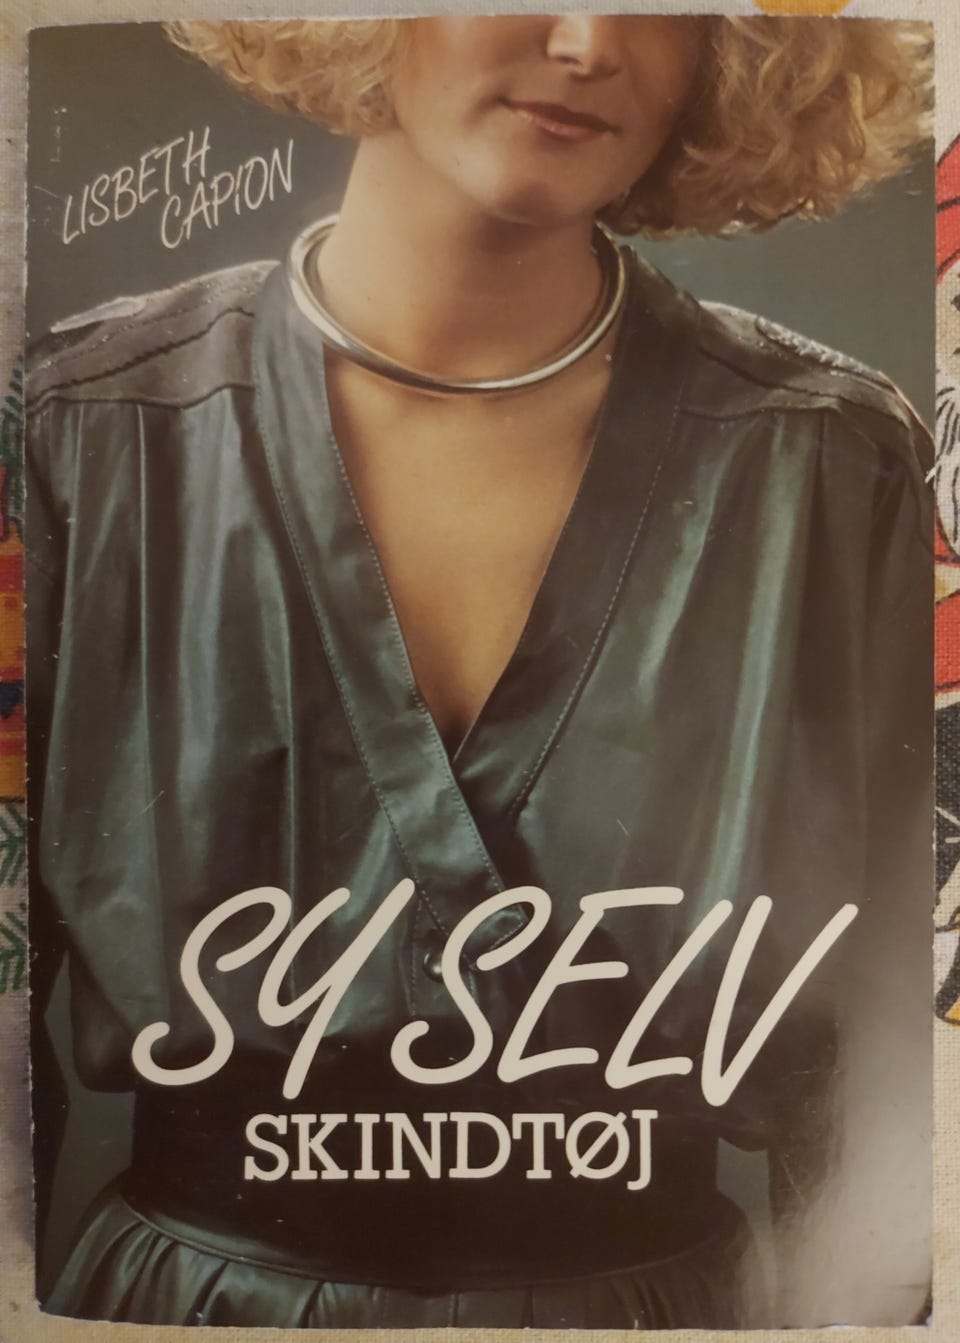 LISBETH
CAPION
SY SELV
SKINDTØJ